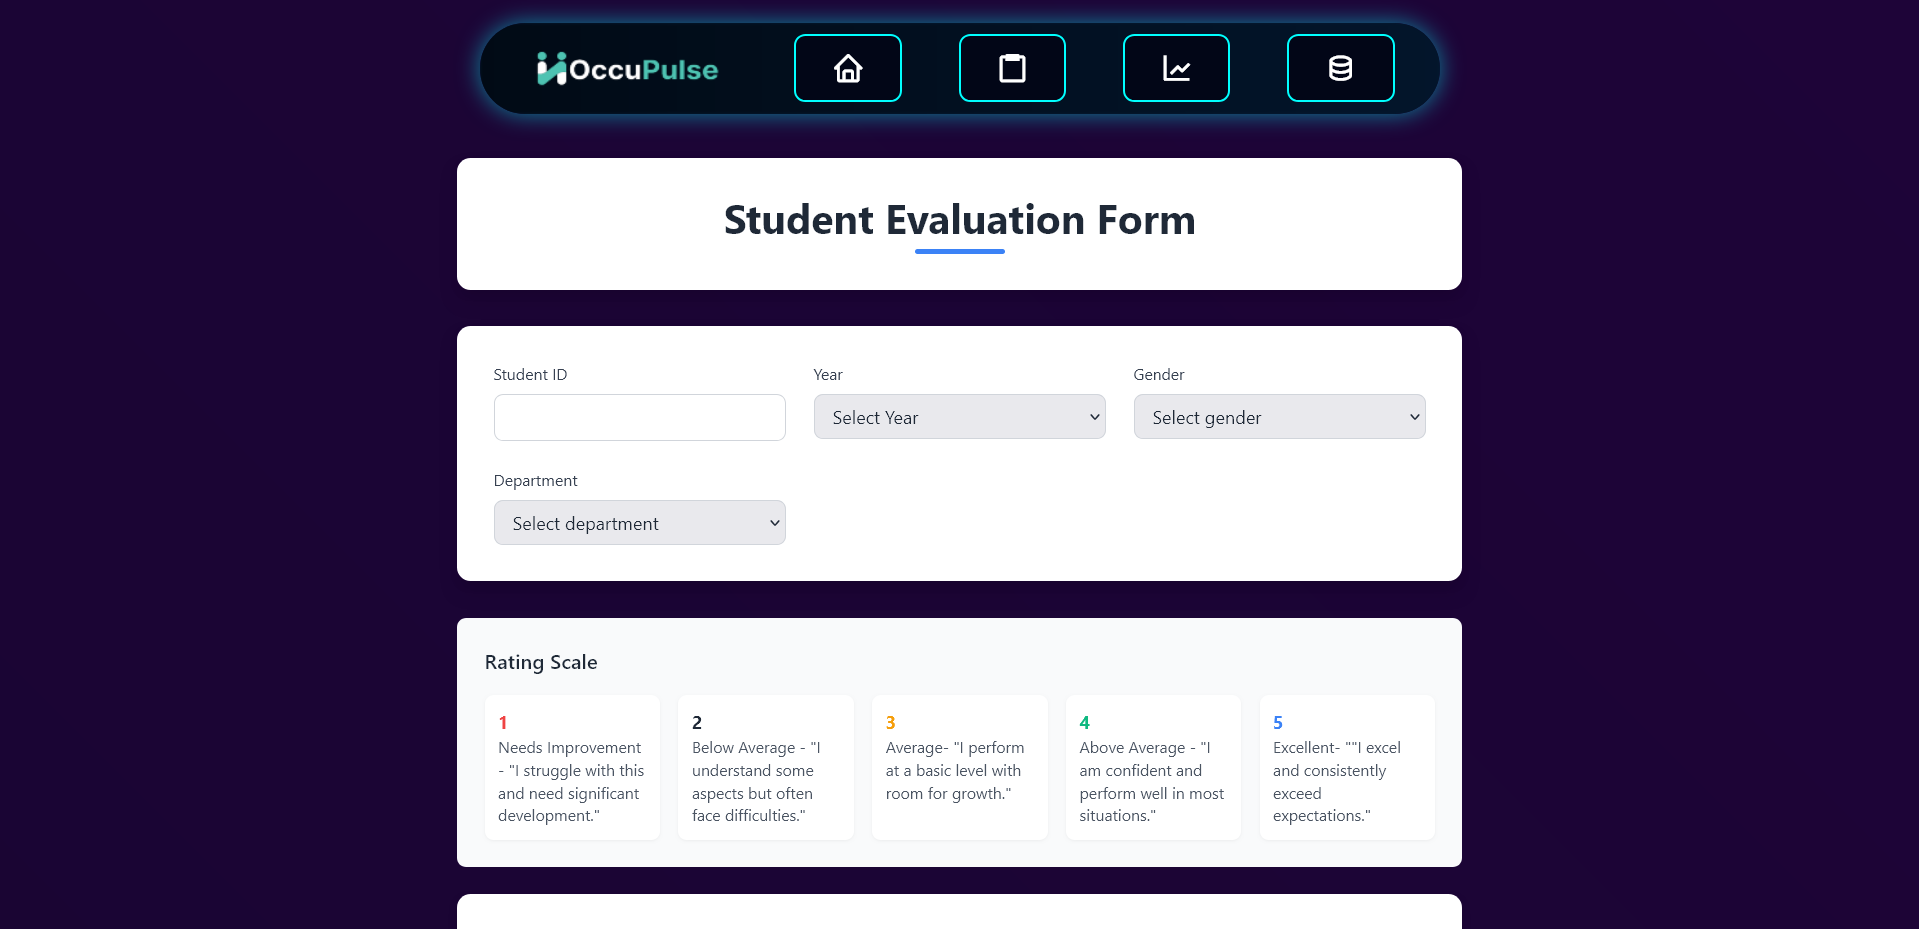 OccuPulse
Student Evaluation Form
Student ID
Year
Gender
Select Year
Select gender
Department
Select department
Rating Scale
1
Needs Improvement
- "I struggle with this
and need significant
development."
2
Below Average - "I
understand some
aspects but often
face difficulties."
3
Average- "I perform
at a basic level with
room for growth."
4
Above Average - "I
am confident and
perform well in most
situations."
5
Excellent- ""I excel
and consistently
exceed
expectations."